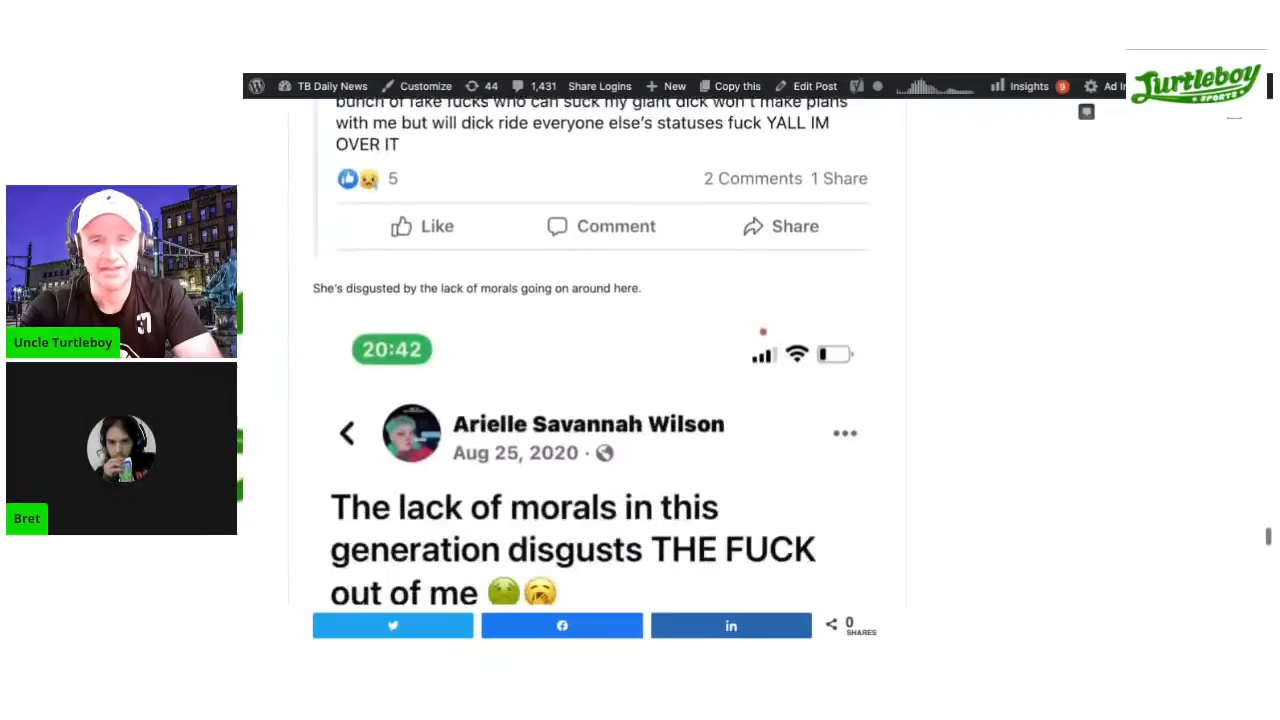 TB Daily News Customize 44 1,431 Share Logins New Copy this Edit Post Insights 9 Ad
Turtleboy
SPORTS
bunch of fake fucks who can suck my giant dick won't make plans
with me but will dick ride everyone else's statuses fuck YALL IM
OVER IT
5
2 Comments 1 Share
Like Comment Share
She's disgusted by the lack of morals going on around here.
20:42
Arielle Savannah Wilson
Aug 25, 2020
The lack of morals in this
generation disgusts THE FUCK
out of me
0
SHARES
Uncle Turtleboy
Bret